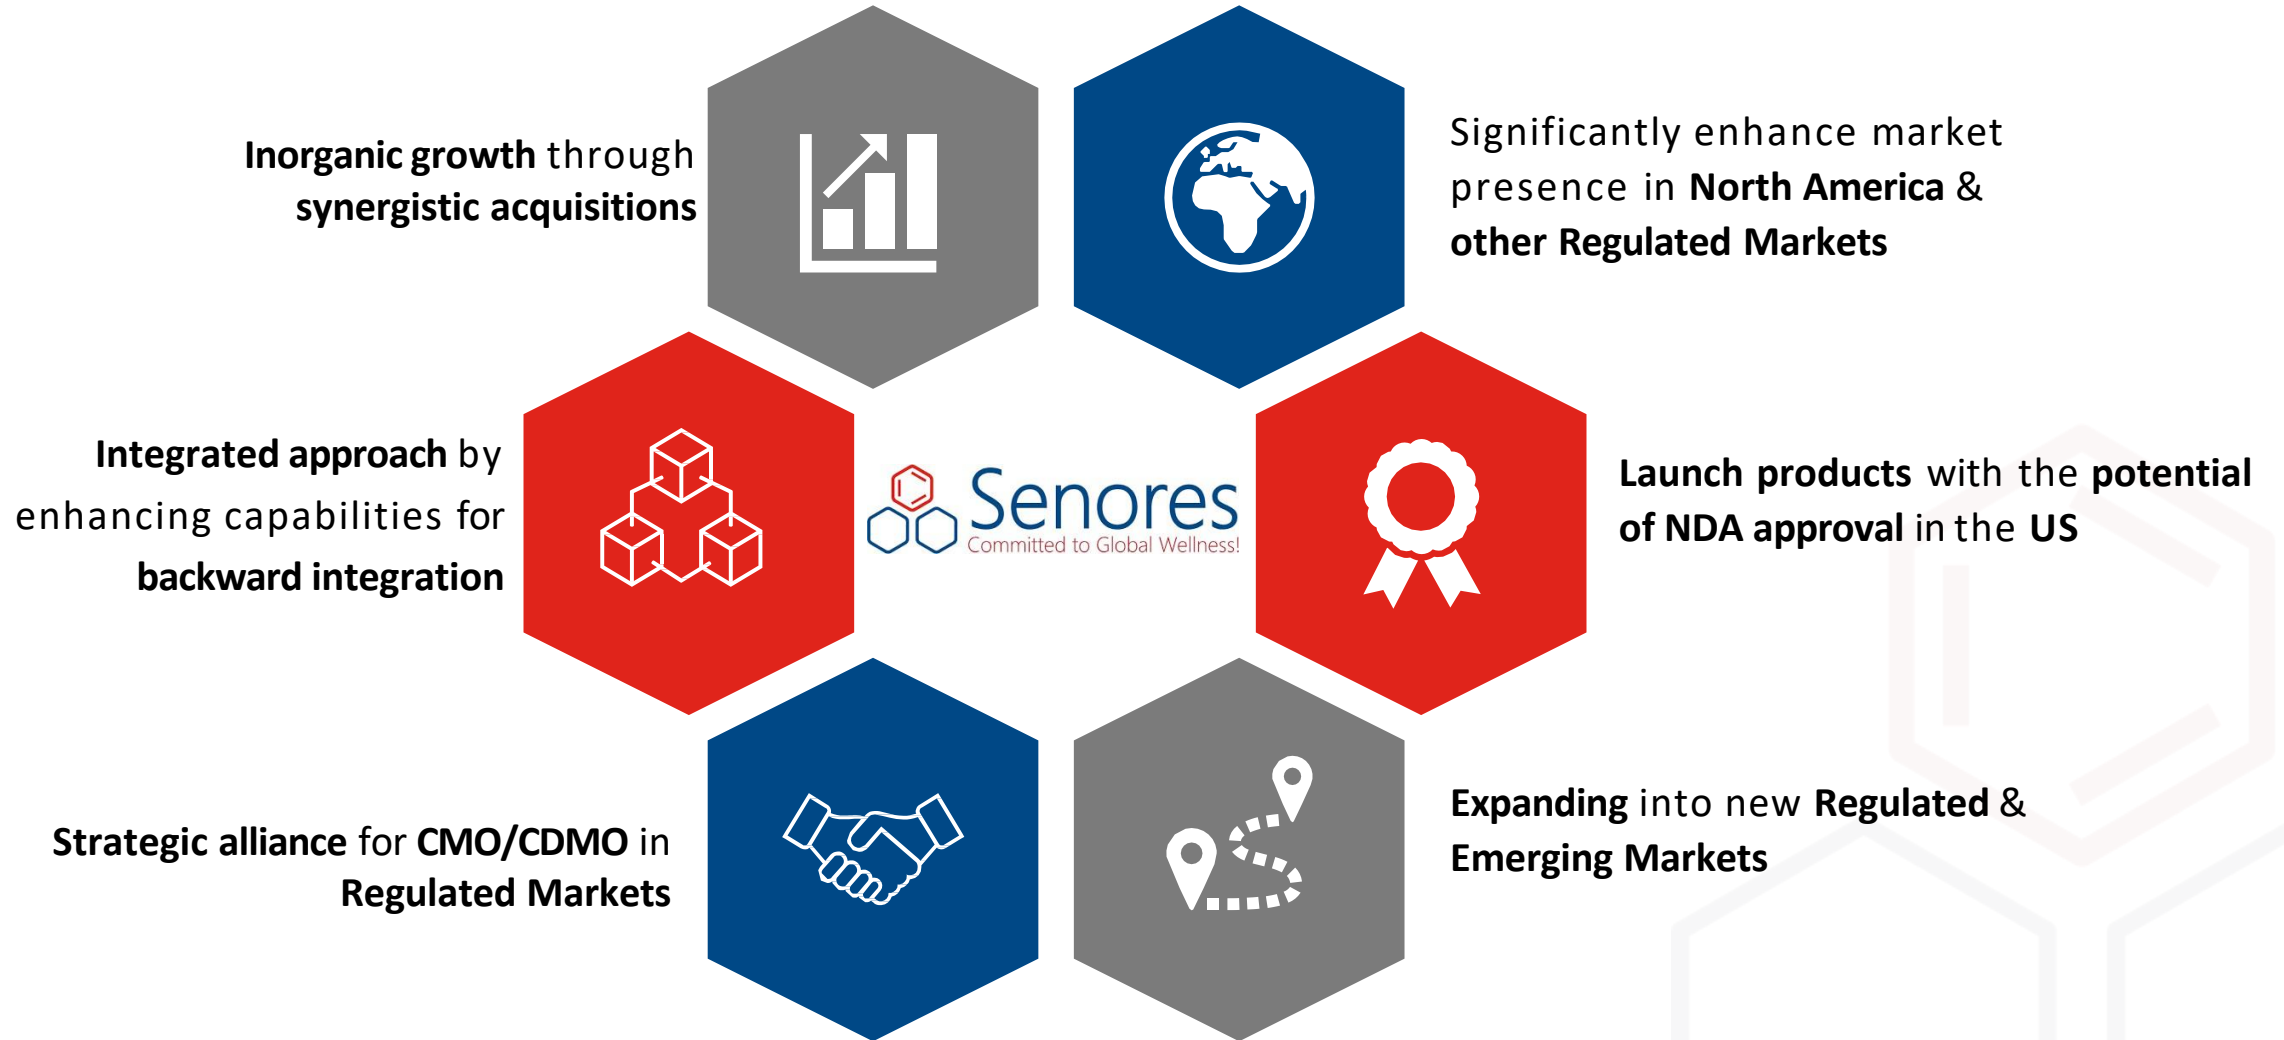 Inorganic growth through
synergistic acquisitions
Significantly enhance market
presence in North America &
other Regulated Markets
Integrated approach by
enhancing capabilities for
backward integration
Senores
Committed to Global Wellness!
Launch products with the potential
of NDA approval in the US
Strategic alliance for CMO/CDMO in
Regulated Markets
Expanding into new Regulated &
Emerging Markets